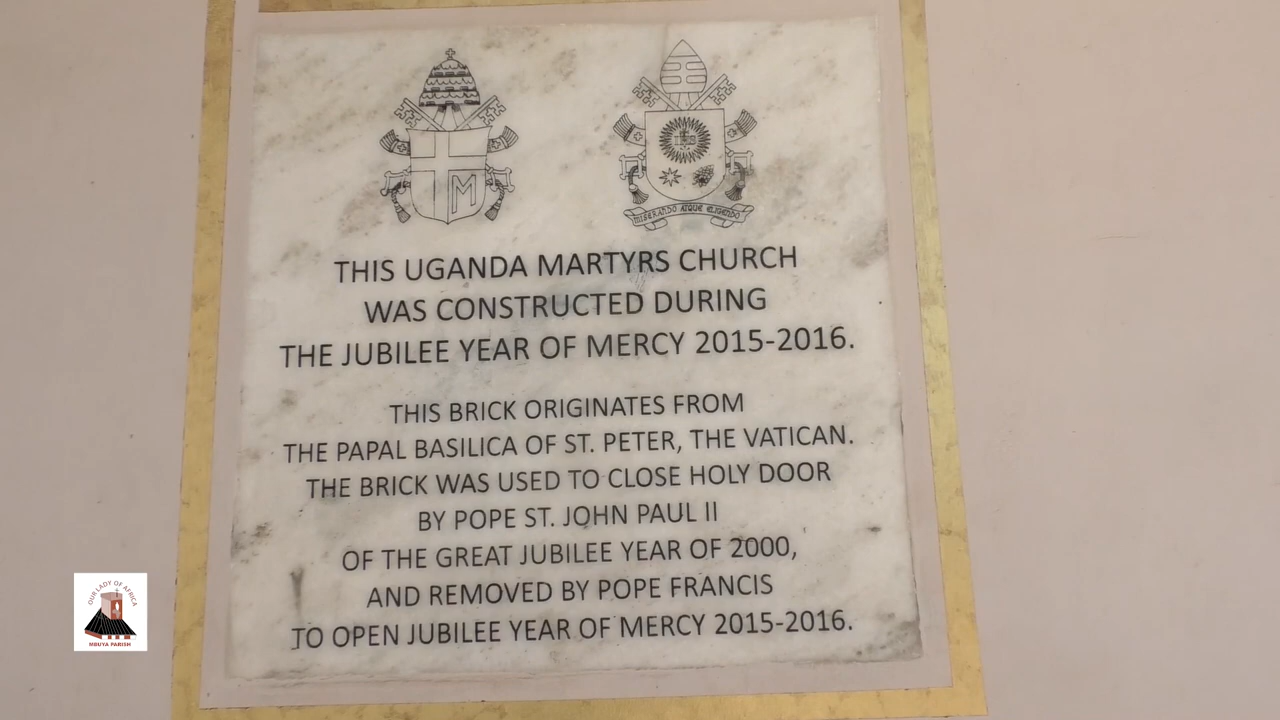 IHS
M
MISERANDO ATQUE ELIGENDO
THIS UGANDA MARTYRS CHURCH
WAS CONSTRUCTED DURING
THE JUBILEE YEAR OF MERCY 2015-2016.
THIS BRICK ORIGINATES FROM
THE PAPAL BASILICA OF ST. PETER, THE VATICAN.
THE BRICK WAS USED TO CLOSE HOLY DOOR
BY POPE ST. JOHN PAUL II
OF THE GREAT JUBILEE YEAR OF 2000,
AND REMOVED BY POPE FRANCIS
TO OPEN JUBILEE YEAR OF MERCY 2015-2016.
OUR LADY OF AFRICA
MBUYA PARISH